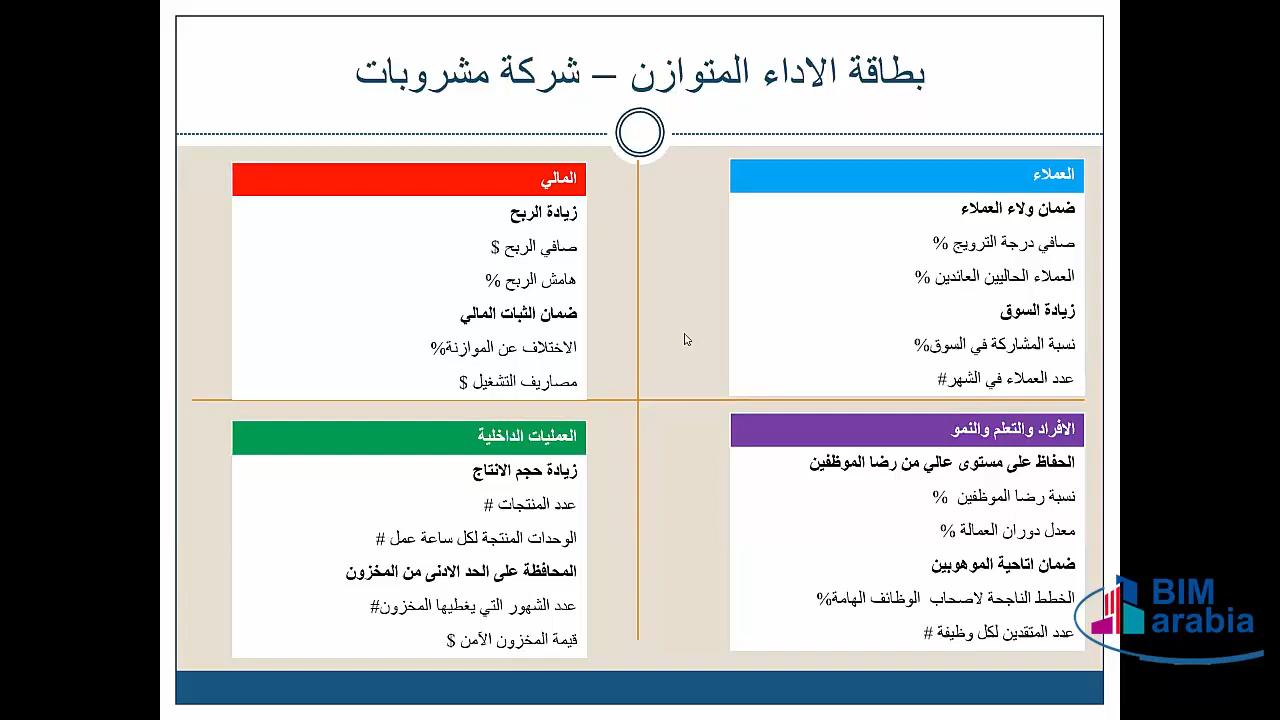 بطاقة الاداء المتوازن – شركة مشروبات
العملاء
ضمان ولاء العملاء
صافي درجة الترويج %
العملاء الحاليين العائدين %
زيادة السوق
نسبة المشاركة في السوق%
عدد العملاء في الشهر#
المالي
زيادة الربح
صافي الربح $
هامش الربح %
ضمان الثبات المالي
الاختلاف عن الموازنة%
مصاريف التشغيل $
الافراد والتعلم والنمو
الحفاظ على مستوى عالي من رضا الموظفين
نسبة رضا الموظفين %
معدل دوران العمالة %
ضمان اتاحية الموهوبين
الخطط الناجحة لاصحاب الوظائف الهامة%
عدد المتقدين لكل وظيفة #
العمليات الداخلية
زيادة حجم الانتاج
عدد المنتجات #
الوحدات المنتجة لكل ساعة عمل #
المحافظة على الحد الادنى من المخزون
عدد الشهور التي يغطيها المخزون#
قيمة المخزون الآمن $
BIM
arabia